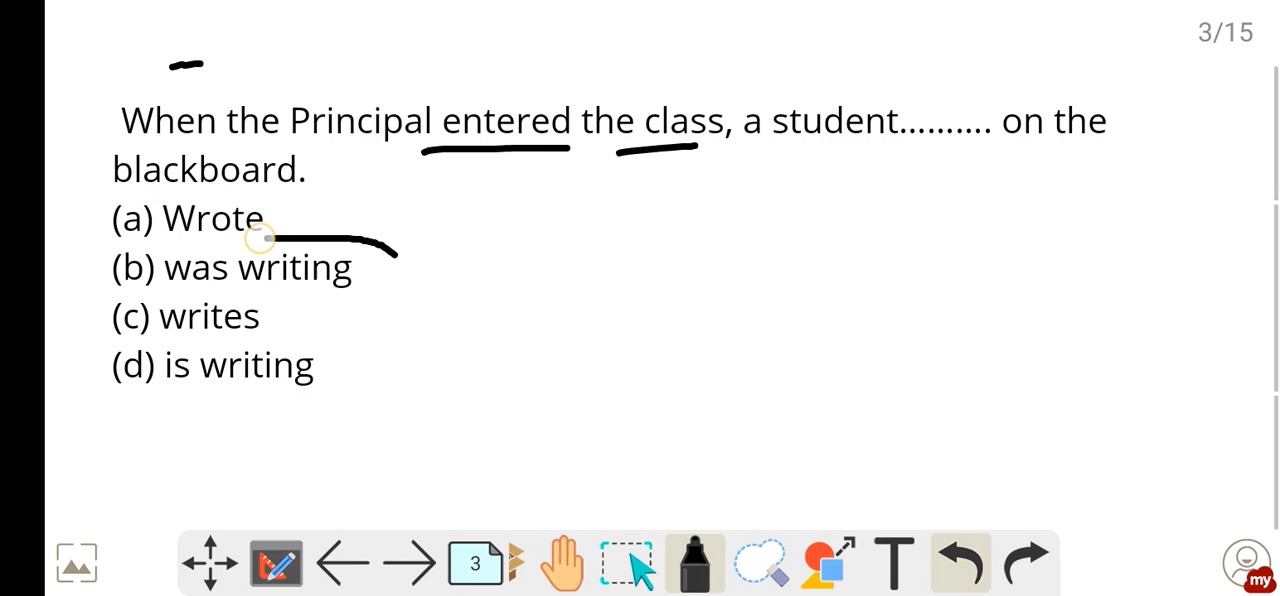 3/15
When the Principal entered the class, a student.......... on the
blackboard.
(a) Wrote
(b) was writing
(c) writes
(d) is writing
3
T
my